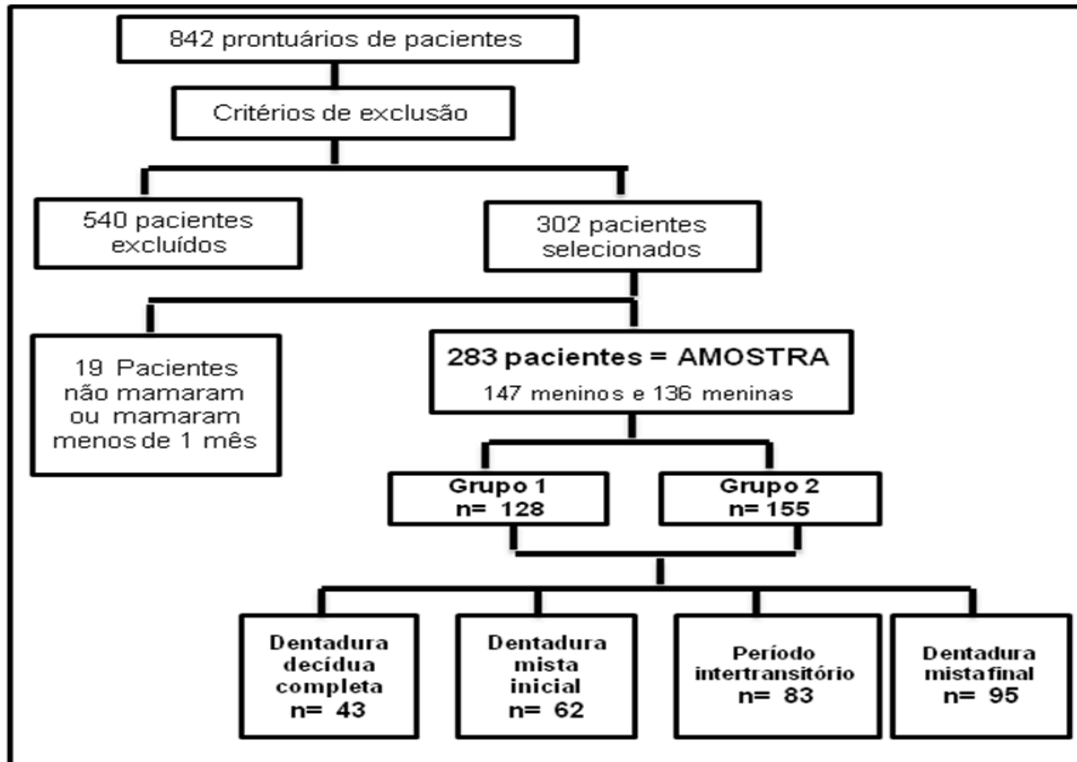 842 prontuários de pacientes
Critérios de exclusão
540 pacientes
excluídos
302 pacientes
selecionados
19 Pacientes
não mamaram
ou mamaram
menos de 1 mês
283 pacientes = AMOSTRA
147 meninos e 136 meninas
Grupo 1
n= 128
Grupo 2
n= 155
Dentadura
decídua
completa
n= 43
Dentadura
mista
inicial
n= 62
Período
intertransitório
n= 83
Dentadura
mista final
n= 95